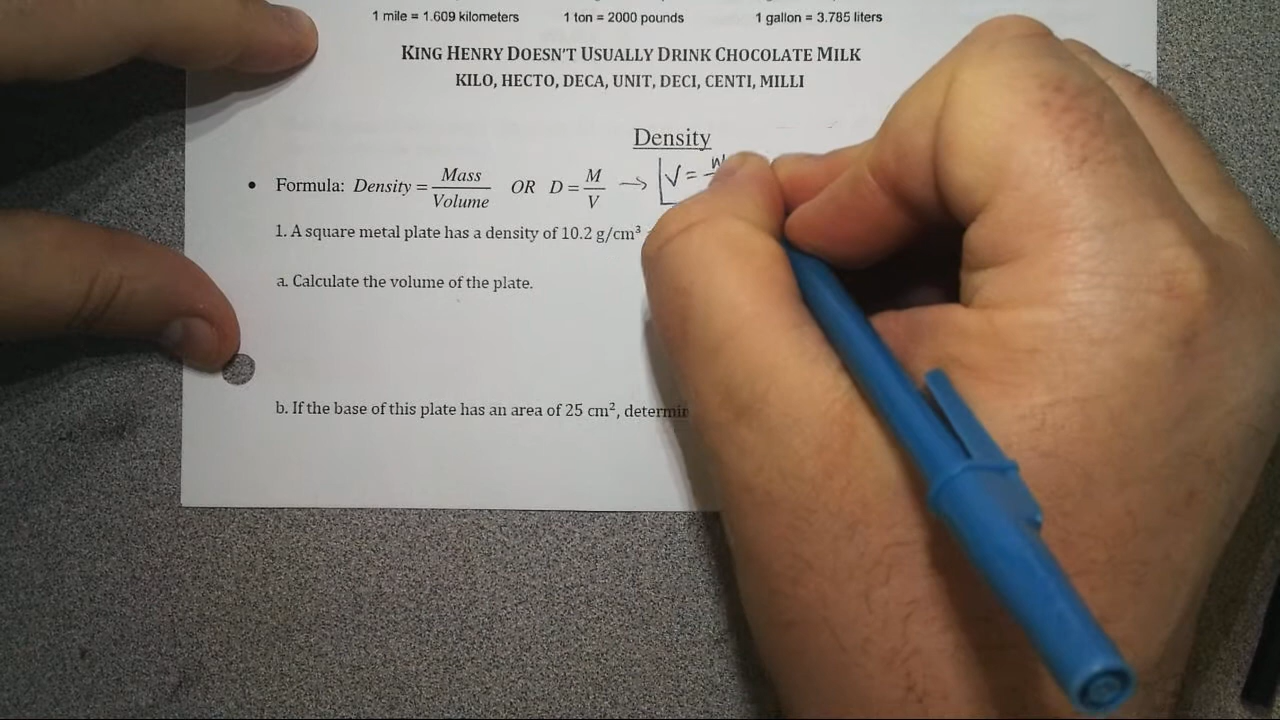 1 mile = 1.609 kilometers 1 ton = 2000 pounds 1 gallon = 3.785 liters
KING HENRY DOESN'T USUALLY DRINK CHOCOLATE MILK
KILO, HECTO, DECA, UNIT, DECI, CENTI, MILLI
Density
• Formula: Density = Mass / Volume OR D = M / V → V =
1. A square metal plate has a density of 10.2 g/cm³
a. Calculate the volume of the plate.
b. If the base of this plate has an area of 25 cm²,